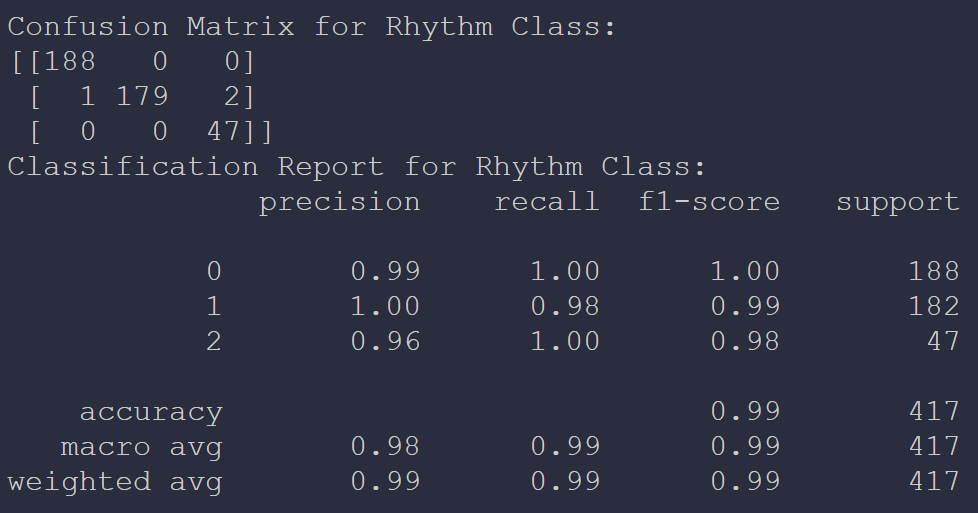 Confusion Matrix for Rhythm Class:
[[188   0   0]
 [  1 179   2]
 [  0   0  47]]
Classification Report for Rhythm Class:
              precision    recall  f1-score   support

           0       0.99      1.00      1.00       188
           1       1.00      0.98      0.99       182
           2       0.96      1.00      0.98        47

    accuracy                           0.99       417
   macro avg       0.98      0.99      0.99       417
weighted avg       0.99      0.99      0.99       417